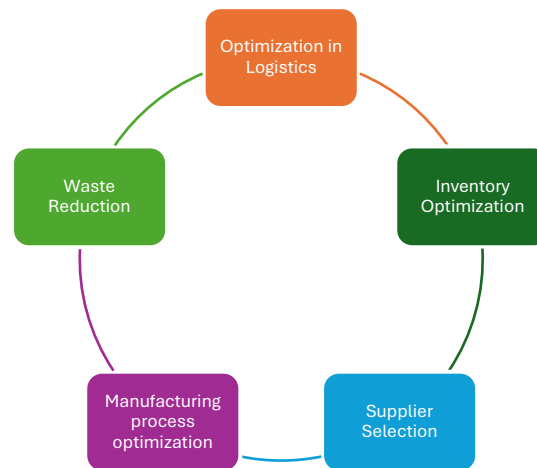 Optimization in
Logistics
Inventory
Optimization
Supplier
Selection
Manufacturing
process
optimization
Waste
Reduction